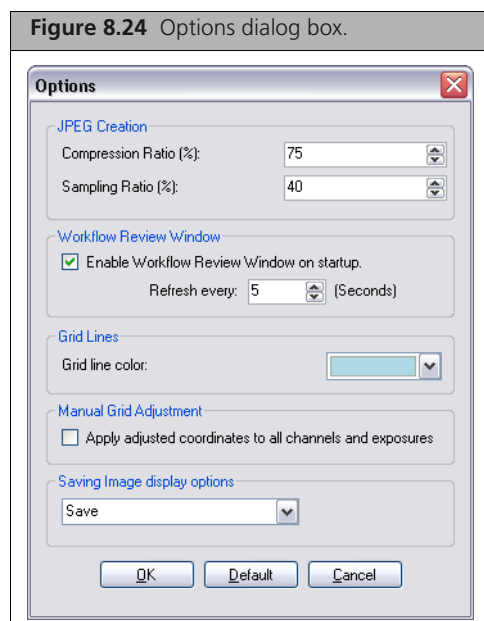 Figure 8.24 Options dialog box.
Options
JPEG Creation
Compression Ratio (%): 75
Sampling Ratio (%): 40
Workflow Review Window
Enable Workflow Review Window on startup.
Refresh every: 5 (Seconds)
Grid Lines
Grid line color:
Manual Grid Adjustment
Apply adjusted coordinates to all channels and exposures
Saving Image display options
Save
OK Default Cancel